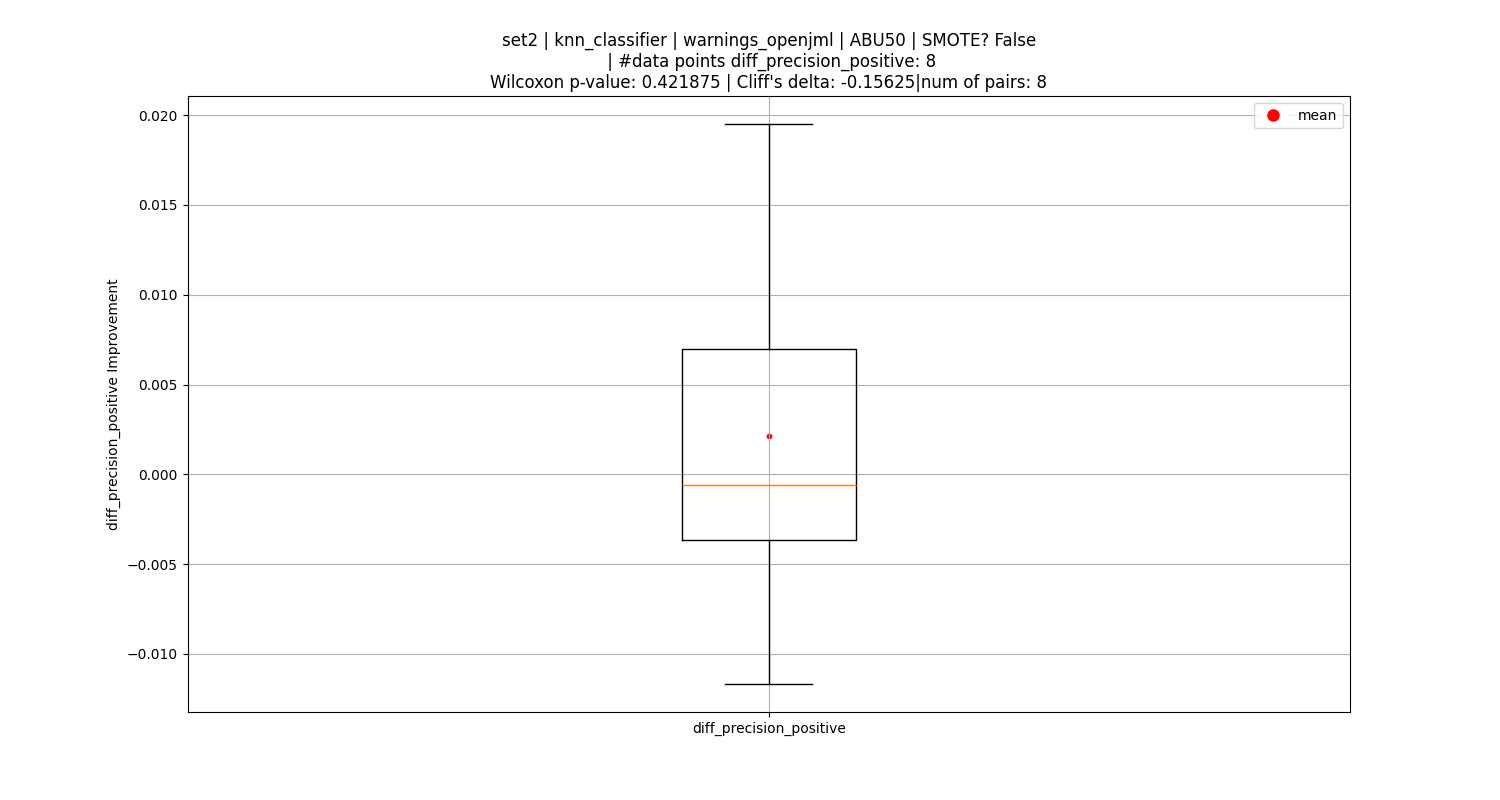 set2 | knn_classifier | warnings_openjml | ABU50 | SMOTE? False
| #data points diff_precision_positive: 8
Wilcoxon p-value: 0.421875 | Cliff's delta: -0.15625|num of pairs: 8
mean
0.020
0.015
0.010
0.005
0.000
−0.005
−0.010
diff_precision_positive Improvement
diff_precision_positive